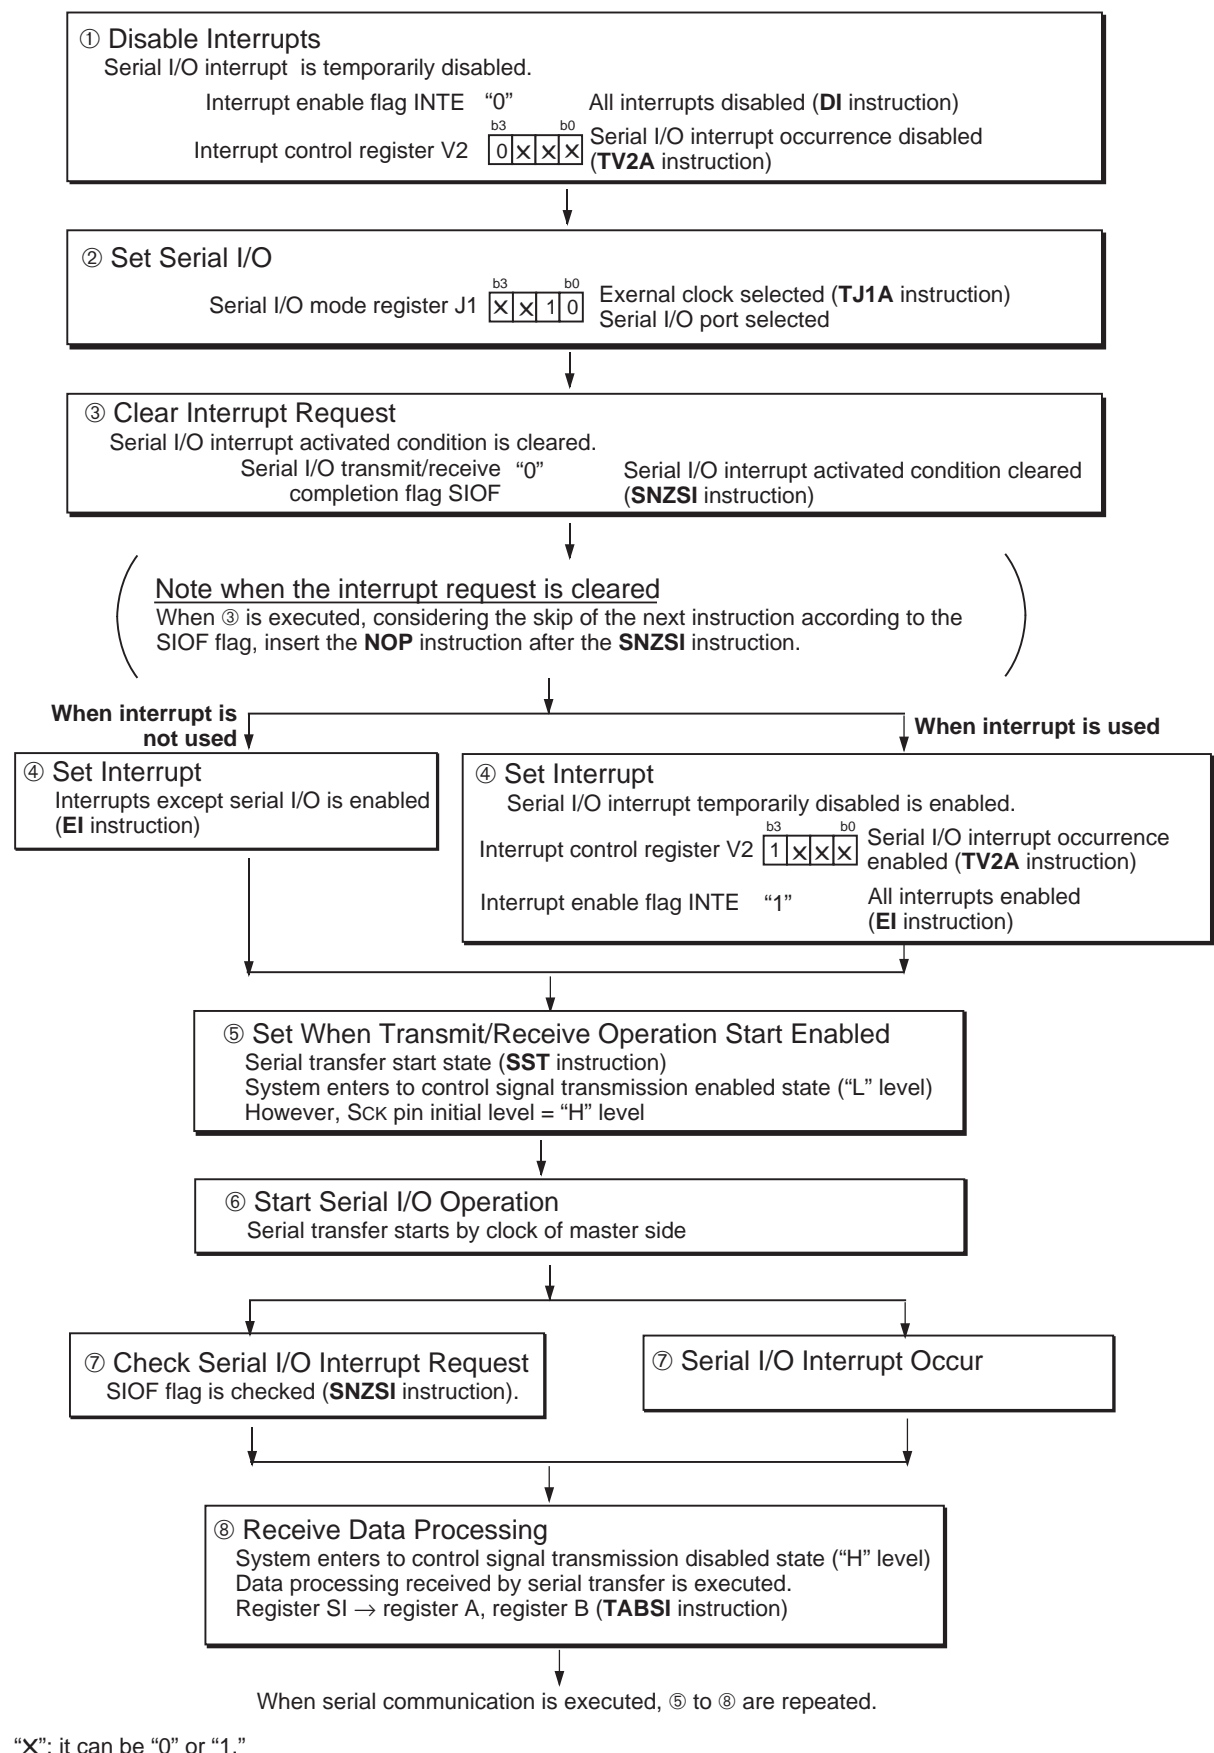 ① Disable Interrupts
Serial I/O interrupt is temporarily disabled.
Interrupt enable flag INTE “0” All interrupts disabled (DI instruction)
b3 b0
Interrupt control register V2 0 X X X Serial I/O interrupt occurrence disabled
(TV2A instruction)
② Set Serial I/O
b3 b0
Serial I/O mode register J1 X X 1 0 Exernal clock selected (TJ1A instruction)
Serial I/O port selected
③ Clear Interrupt Request
Serial I/O interrupt activated condition is cleared.
Serial I/O transmit/receive “0” Serial I/O interrupt activated condition cleared
completion flag SIOF (SNZSI instruction)
Note when the interrupt request is cleared
When ③ is executed, considering the skip of the next instruction according to the
SIOF flag, insert the NOP instruction after the SNZSI instruction.
When interrupt is
not used
④ Set Interrupt
Interrupts except serial I/O is enabled
(EI instruction)
When interrupt is used
④ Set Interrupt
Serial I/O interrupt temporarily disabled is enabled.
b3 b0
Interrupt control register V2 1 X X X Serial I/O interrupt occurrence
enabled (TV2A instruction)
Interrupt enable flag INTE “1” All interrupts enabled
(EI instruction)
⑤ Set When Transmit/Receive Operation Start Enabled
Serial transfer start state (SST instruction)
System enters to control signal transmission enabled state (“L” level)
However, SCK pin initial level = “H” level
⑥ Start Serial I/O Operation
Serial transfer starts by clock of master side
⑦ Check Serial I/O Interrupt Request
SIOF flag is checked (SNZSI instruction).
⑦ Serial I/O Interrupt Occur
⑧ Receive Data Processing
System enters to control signal transmission disabled state (“H” level)
Data processing received by serial transfer is executed.
Register SI → register A, register B (TABSI instruction)
When serial communication is executed, ⑤ to ⑧ are repeated.
“X”: it can be “0” or “1.”